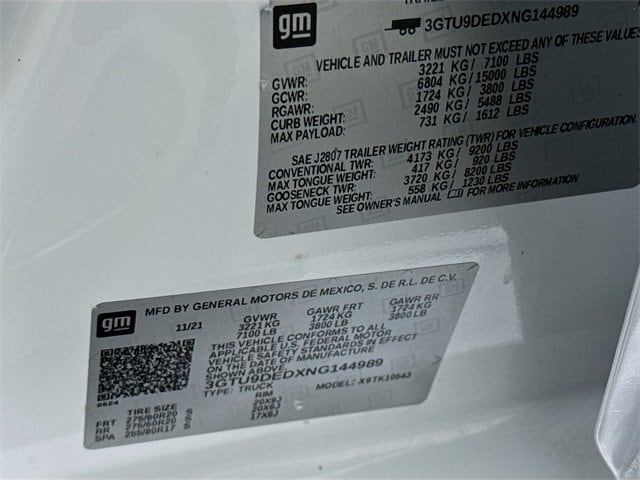 gm
3GTU9DEDXNG144989
VEHICLE AND TRAILER MUST NOT EXCEED ANY OF THESE VALUES
GVWR: 3221 KG/ 7100 LBS
GCWR: 6804 KG/ 15000 LBS
RGAWR: 1724 KG/ 3800 LBS
CURB WEIGHT: 2490 KG/ 5488 LBS
MAX PAYLOAD: 731 KG/ 1612 LBS
SAE J2807 TRAILER WEIGHT RATING (TWR) FOR VEHICLE CONFIGURATION.
CONVENTIONAL TWR: 4173 KG/ 9200 LBS
MAX TONGUE WEIGHT: 417 KG/ 920 LBS
GOOSENECK TWR: 3720 KG/ 8200 LBS
MAX TONGUE WEIGHT: 558 KG/ 1230 LBS
SEE OWNER'S MANUAL FOR MORE INFORMATION
gm
MFD BY GENERAL MOTORS DE MEXICO, S. DE R.L. DE C.V.
11/21 GVWR GAWR FRT GAWR RR
3221 KG 1724 KG 1724 KG
7100 LB 3800 LB 3800 LB
THIS VEHICLE CONFORMS TO ALL
APPLICABLE U.S. FEDERAL MOTOR
VEHICLE SAFETY STANDARDS IN EFFECT
ON THE DATE OF MANUFACTURE
SHOWN ABOVE.
3GTU9DEDXNG144989
TYPE: TRUCK MODEL: X9TK10543
6624
TIRE SIZE RIM
FRT 275/60R20 S 20X9J
RR 275/60R20 S 20X9J
SPA 265/80R17 S 17X8J